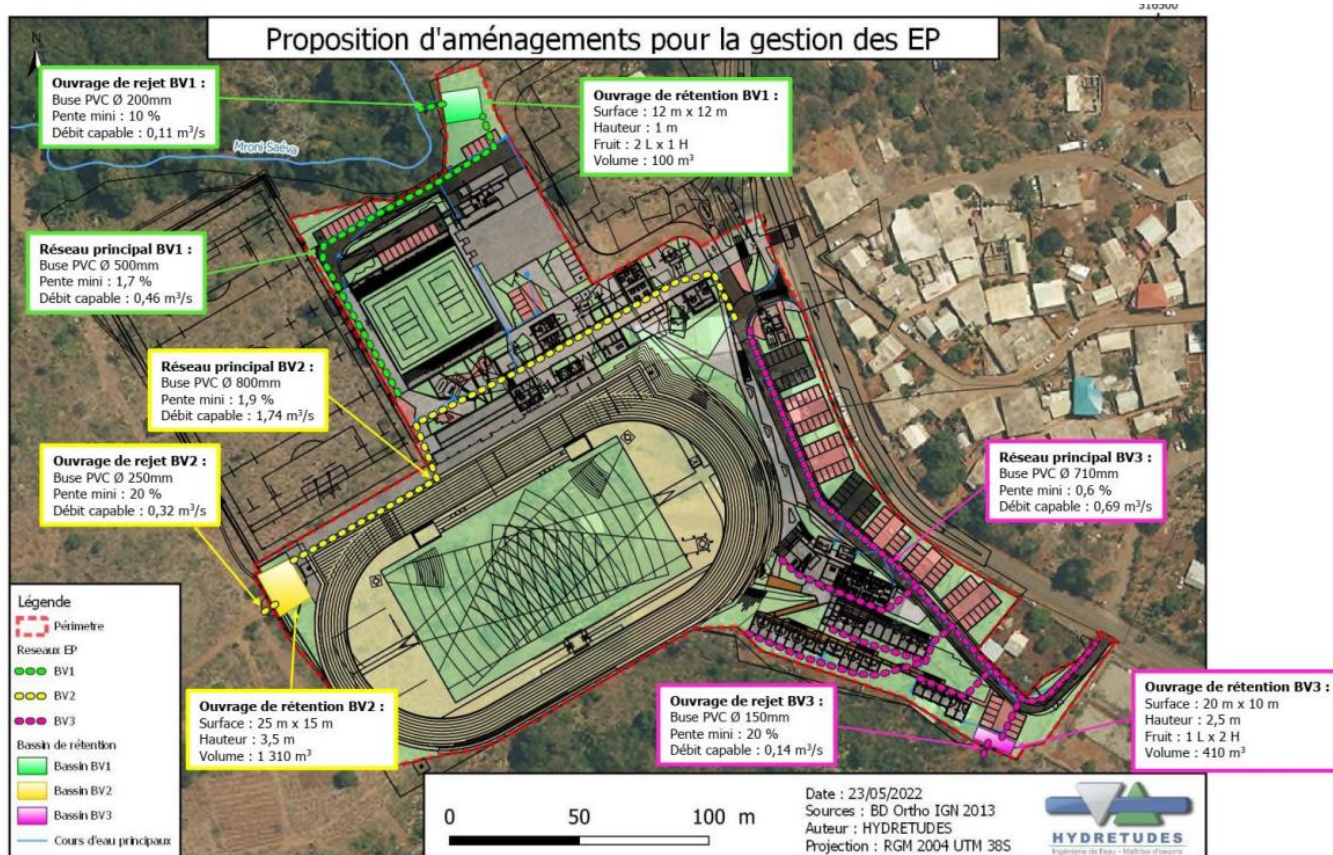 316500
Proposition d'aménagements pour la gestion des EP
N
Ouvrage de rejet BV1 :
Buse PVC Ø 200mm
Pente mini : 10 %
Débit capable : 0,11 m³/s
Ouvrage de rétention BV1 :
Surface : 12 m x 12 m
Hauteur : 1 m
Fruit : 2 L x 1 H
Volume : 100 m³
Mroni Saéva
Réseau principal BV1 :
Buse PVC Ø 500mm
Pente mini : 1,7 %
Débit capable : 0,46 m³/s
Réseau principal BV2 :
Buse PVC Ø 800mm
Pente mini : 1,9 %
Débit capable : 1,74 m³/s
Ouvrage de rejet BV2 :
Buse PVC Ø 250mm
Pente mini : 20 %
Débit capable : 0,32 m³/s
Réseau principal BV3 :
Buse PVC Ø 710mm
Pente mini : 0,6 %
Débit capable : 0,69 m³/s
Légende
Périmetre
Reseaux EP
BV1
BV2
BV3
Bassin de rétention
Bassin BV1
Bassin BV2
Bassin BV3
Cours d'eau principaux
Ouvrage de rétention BV2 :
Surface : 25 m x 15 m
Hauteur : 3,5 m
Volume : 1 310 m³
Ouvrage de rejet BV3 :
Buse PVC Ø 150mm
Pente mini : 20 %
Débit capable : 0,14 m³/s
Ouvrage de rétention BV3 :
Surface : 20 m x 10 m
Hauteur : 2,5 m
Fruit : 1 L x 2 H
Volume : 410 m³
0 50 100 m
Date : 23/05/2022
Sources : BD Ortho IGN 2013
Auteur : HYDRETUDES
Projection : RGM 2004 UTM 38S
HYDRETUDES
Ingénierie de l'eau - Maîtrise d'oeuvre